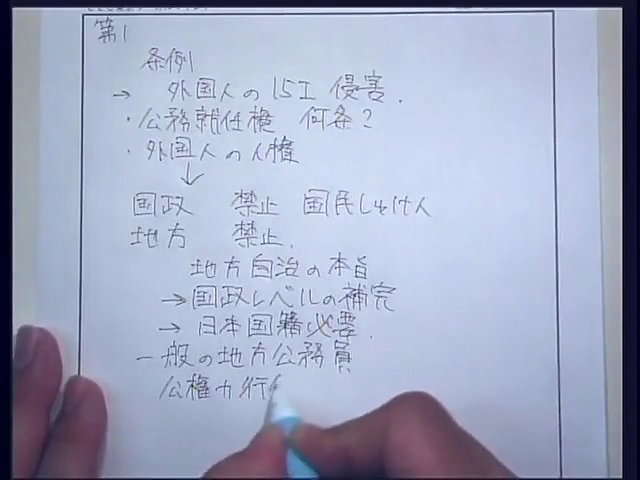 第1
条例
→ 外国人の15I 侵害.
・公務就任権 何条?
・外国人の人権
↓
国政 禁止 国民しゅけん
地方 禁止.
地方自治の本旨
→国政レベルの補完
→ 日本国籍必要.
一般の地方公務員
公権力行